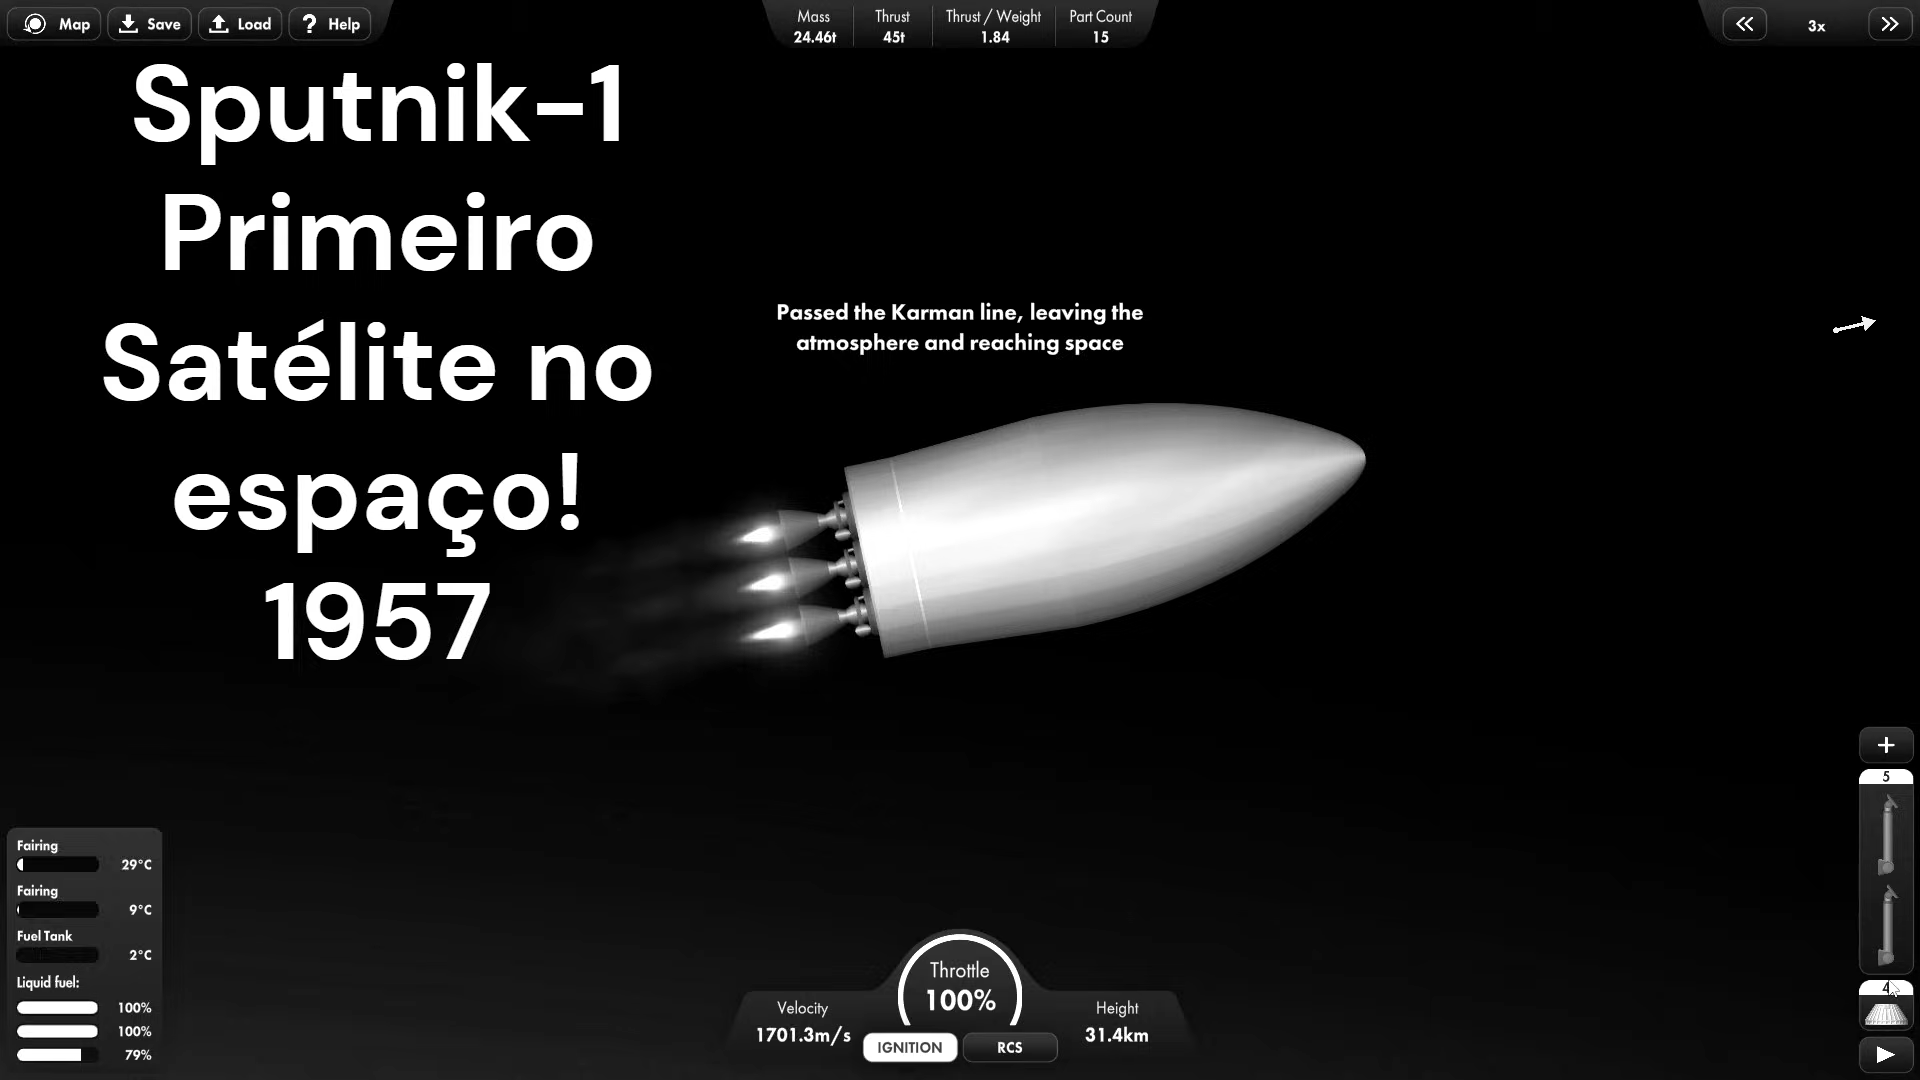 Map
Save
Load
Help
Mass
24.46t
Thrust
45t
Thrust / Weight
1.84
Part Count
15
3x
Sputnik-1
Primeiro
Satélite no
espaço!
1957
Passed the Karman line, leaving the
atmosphere and reaching space
5
4
Fairing
29°C
Fairing
9°C
Fuel Tank
2°C
Liquid fuel:
100%
100%
79%
Throttle
100%
Velocity
1701.3m/s
IGNITION
RCS
Height
31.4km